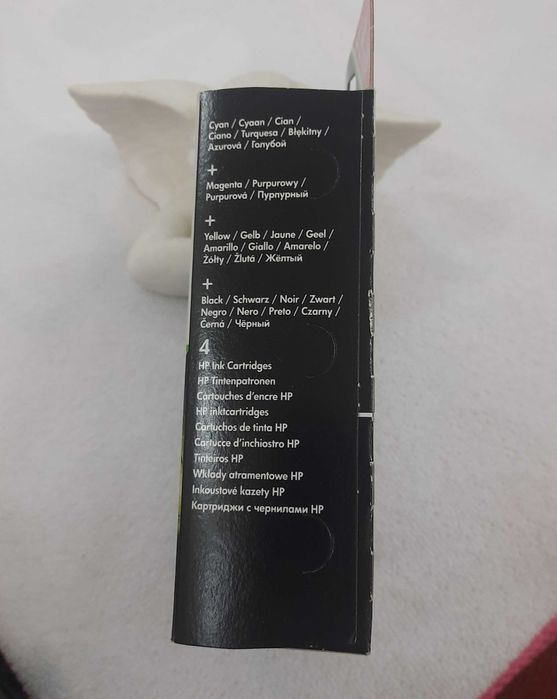 Cyan / Cyaan / Cian /
Ciano / Turquesa / Błękitny /
Azurová / Голубой
+
Magenta / Purpurowy /
Purpurová / Пурпурный
+
Yellow / Gelb / Jaune / Geel /
Amarillo / Giallo / Amarelo /
Żółty / Žlutá / Жёлтый
+
Black / Schwarz / Noir / Zwart /
Negro / Nero / Preto / Czarny /
Černá / Чёрный
4
HP Ink Cartridges
HP Tintenpatronen
Cartouches d'encre HP
HP inktcartridges
Cartuchos de tinta HP
Cartucce d'inchiostro HP
Tinteiros HP
Wkłady atramentowe HP
Inkoustové kazety HP
Картриджи с чернилами HP